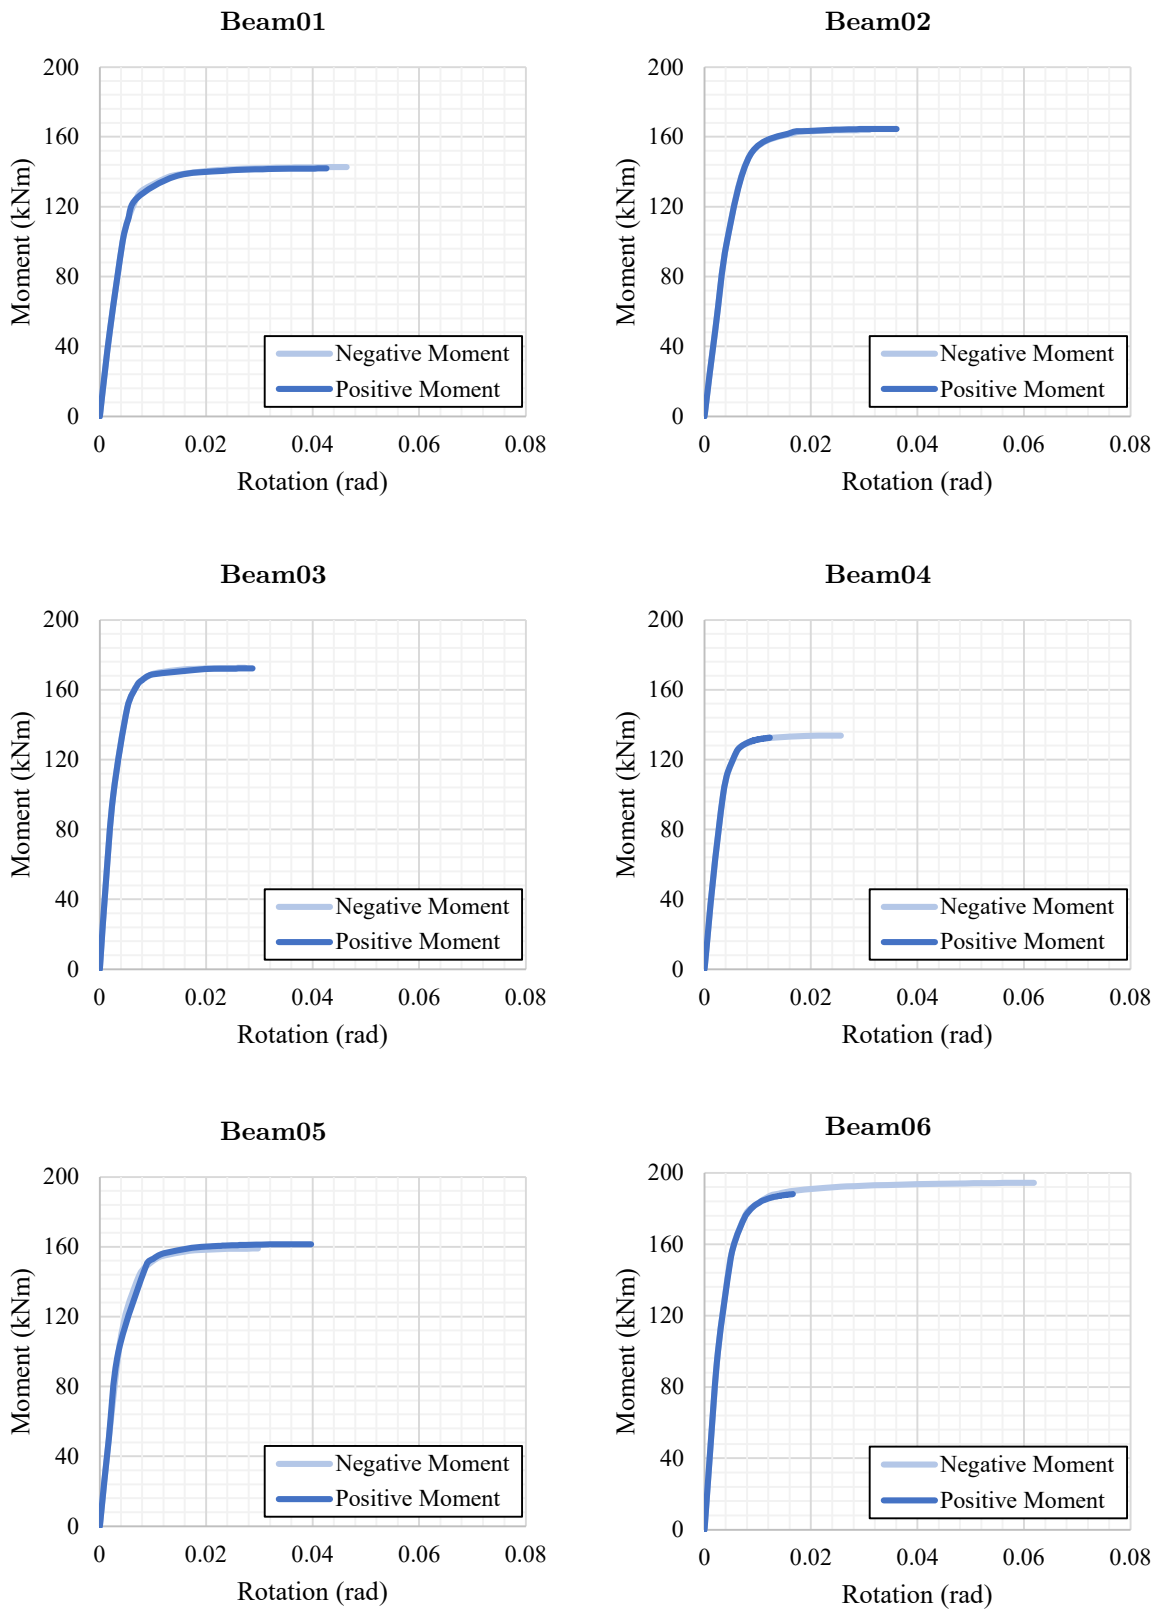 Beam01
200
160
120
80
40
0
Moment (kNm)
Negative Moment
Positive Moment
0 0.02 0.04 0.06 0.08
Rotation (rad)
Beam02
200
160
120
80
40
0
Moment (kNm)
Negative Moment
Positive Moment
0 0.02 0.04 0.06 0.08
Rotation (rad)
Beam03
200
160
120
80
40
0
Moment (kNm)
Negative Moment
Positive Moment
0 0.02 0.04 0.06 0.08
Rotation (rad)
Beam04
200
160
120
80
40
0
Moment (kNm)
Negative Moment
Positive Moment
0 0.02 0.04 0.06 0.08
Rotation (rad)
Beam05
200
160
120
80
40
0
Moment (kNm)
Negative Moment
Positive Moment
0 0.02 0.04 0.06 0.08
Rotation (rad)
Beam06
200
160
120
80
40
0
Moment (kNm)
Negative Moment
Positive Moment
0 0.02 0.04 0.06 0.08
Rotation (rad)